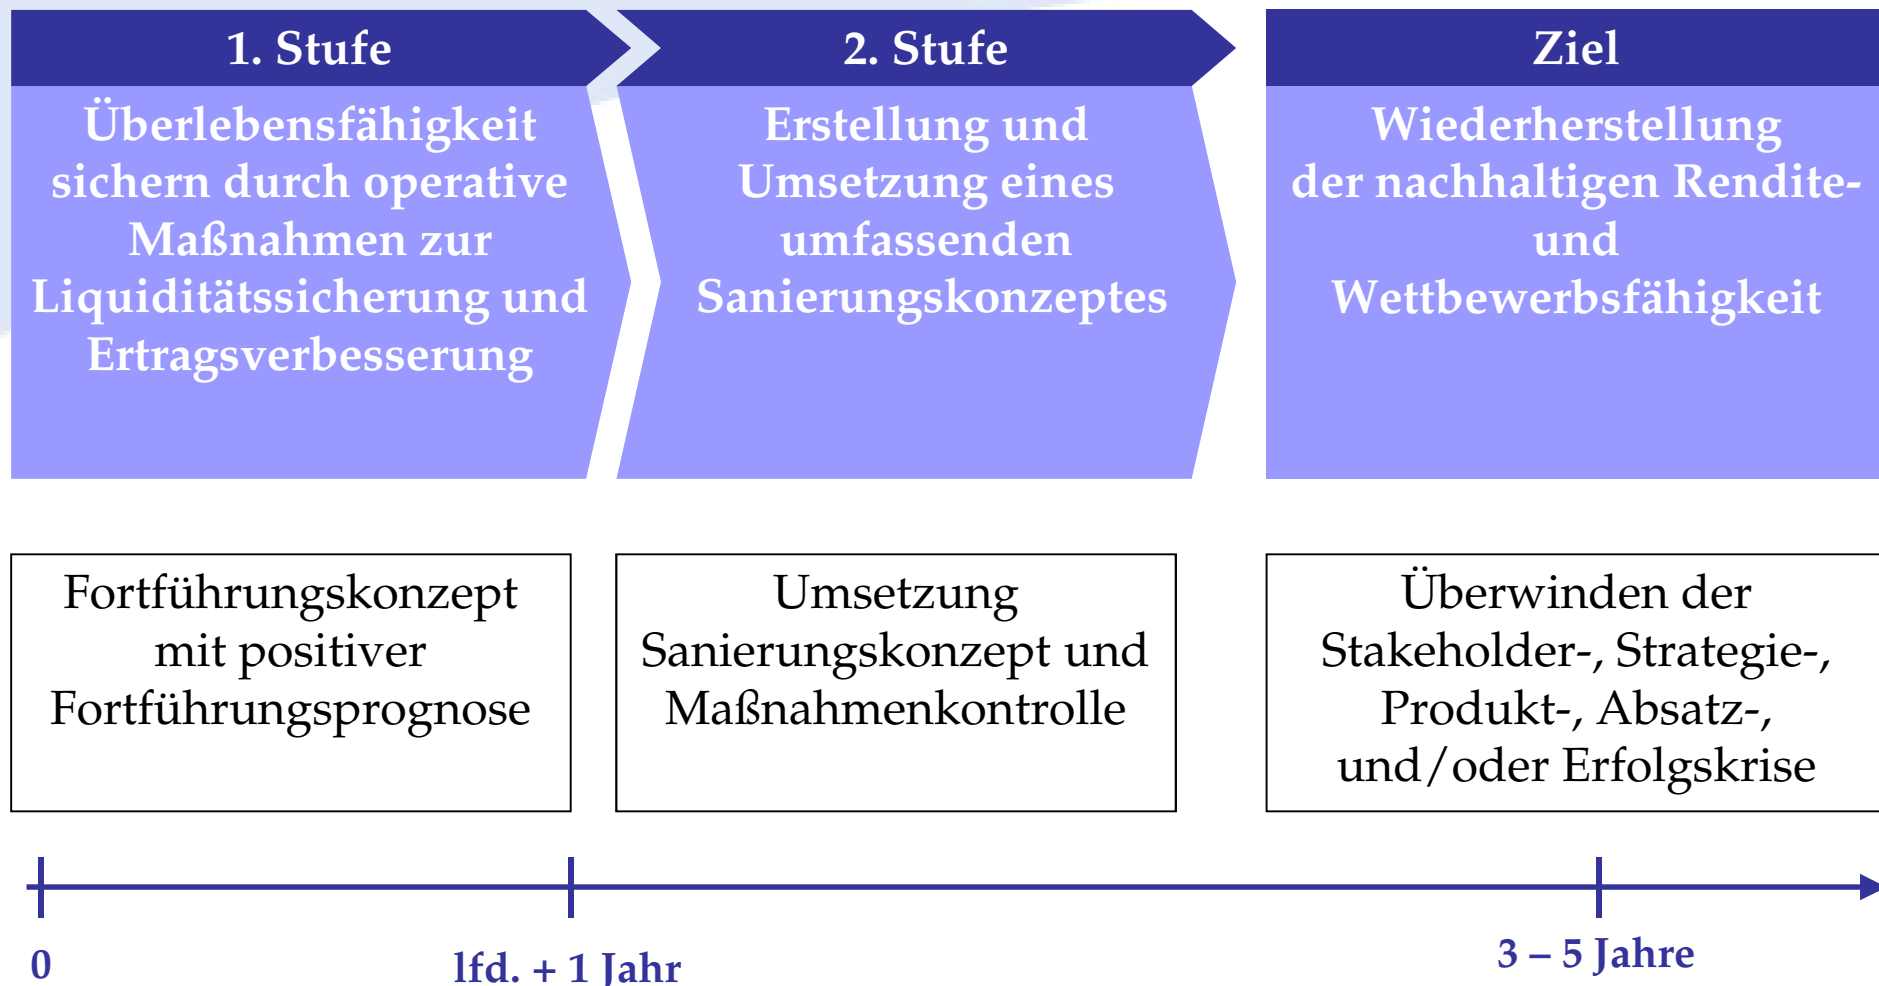 1. Stufe
Überlebensfähigkeit
sichern durch operative
Maßnahmen zur
Liquiditätssicherung und
Ertragsverbesserung
2. Stufe
Erstellung und
Umsetzung eines
umfassenden
Sanierungskonzeptes
Ziel
Wiederherstellung
der nachhaltigen Rendite-
und
Wettbewerbsfähigkeit
Fortführungskonzept
mit positiver
Fortführungsprognose
Umsetzung
Sanierungskonzept und
Maßnahmenkontrolle
Überwinden der
Stakeholder-, Strategie-,
Produkt-, Absatz-,
und/oder Erfolgskrise
0
lfd. + 1 Jahr
3 – 5 Jahre